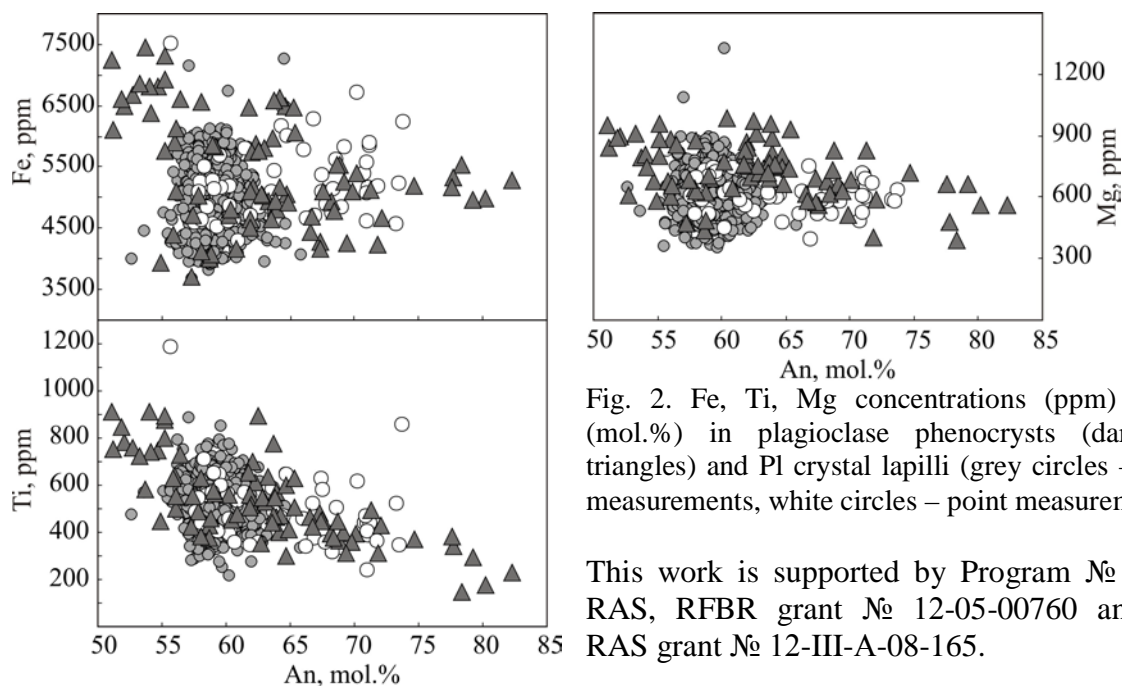 7500
6500
5500
4500
3500
Fe, ppm
1200
1000
800
600
400
200
Ti, ppm
50 55 60 65 70 75 80 85
An, mol.%
1200
900
600
300
Mg, ppm
50 55 60 65 70 75 80 85
An, mol.%
Fig. 2. Fe, Ti, Mg concentrations (ppm)
(mol.%) in plagioclase phenocrysts
triangles) and Pl crystal lapilli (grey circles –
measurements, white circles – point
This work is supported by Program №
RAS, RFBR grant № 12-05-00760
RAS grant № 12-III-A-08-165.